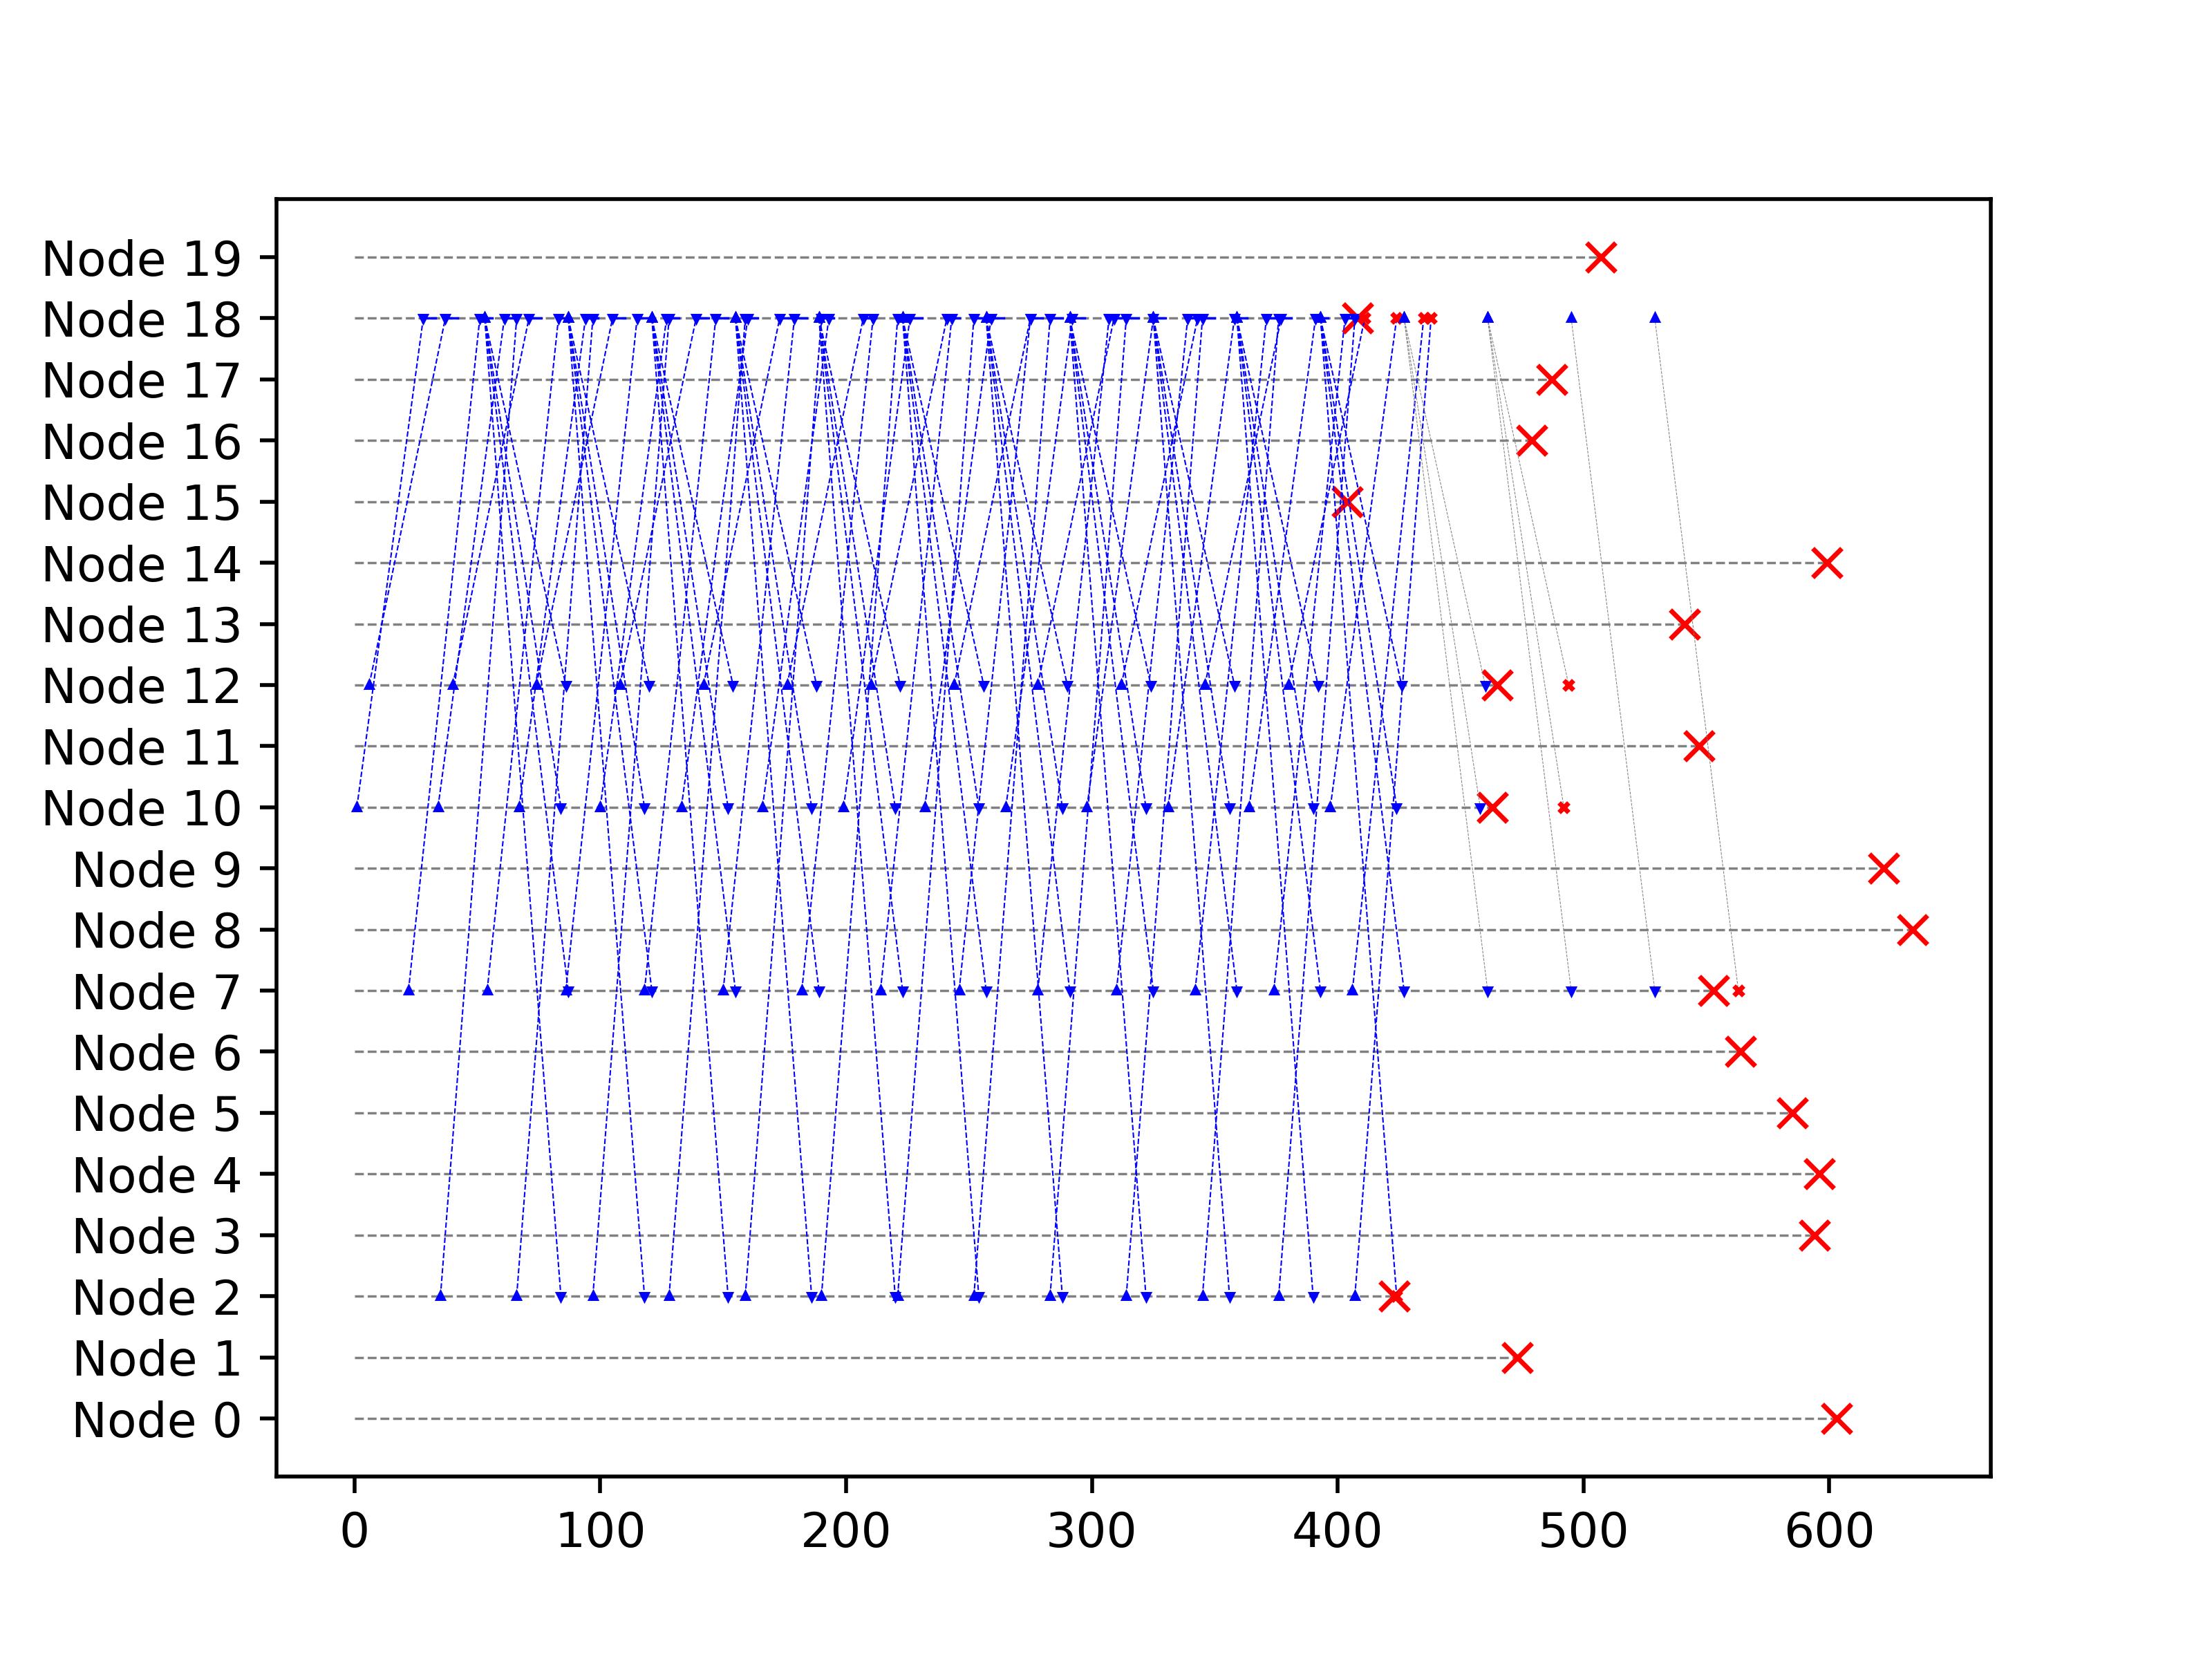 Node 19
Node 18
Node 17
Node 16
Node 15
Node 14
Node 13
Node 12
Node 11
Node 10
Node 9
Node 8
Node 7
Node 6
Node 5
Node 4
Node 3
Node 2
Node 1
Node 0
0 100 200 300 400 500 600